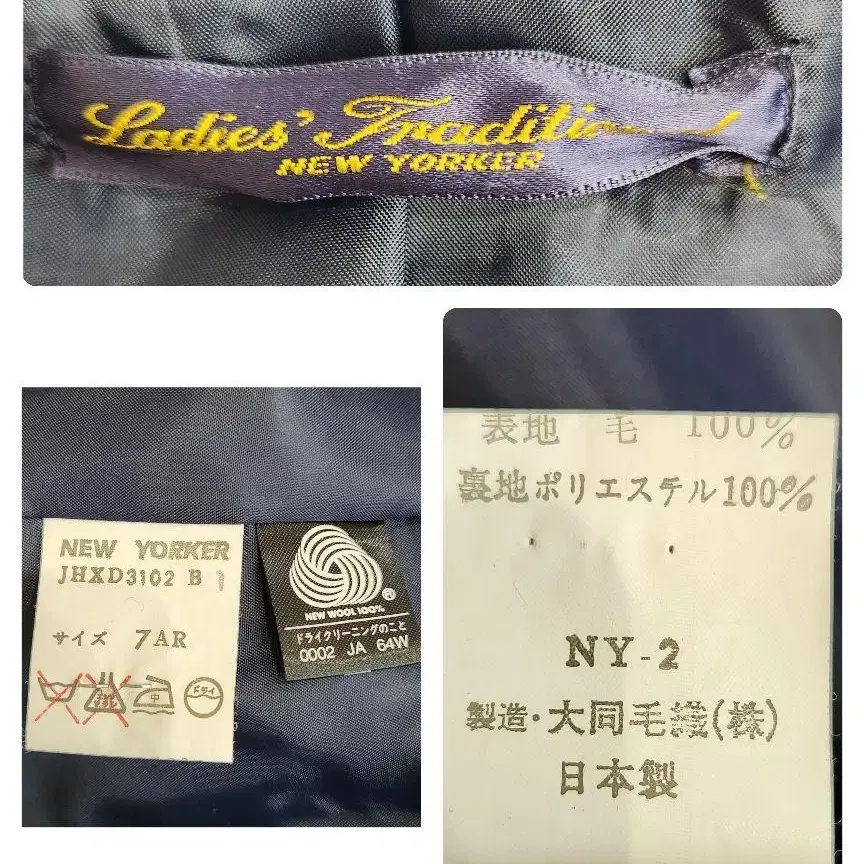 Ladies' Traditional
NEW YORKER
NEW YORKER
JHXD3102 B 1
サイズ 7AR
中
ドライ
NEW WOOL 100%
®
ドライクリーニングのこと
0002 JA 64W
表地 毛 100%
裏地ポリエステル100%
NY-2
製造・大同毛織(株)
日本製